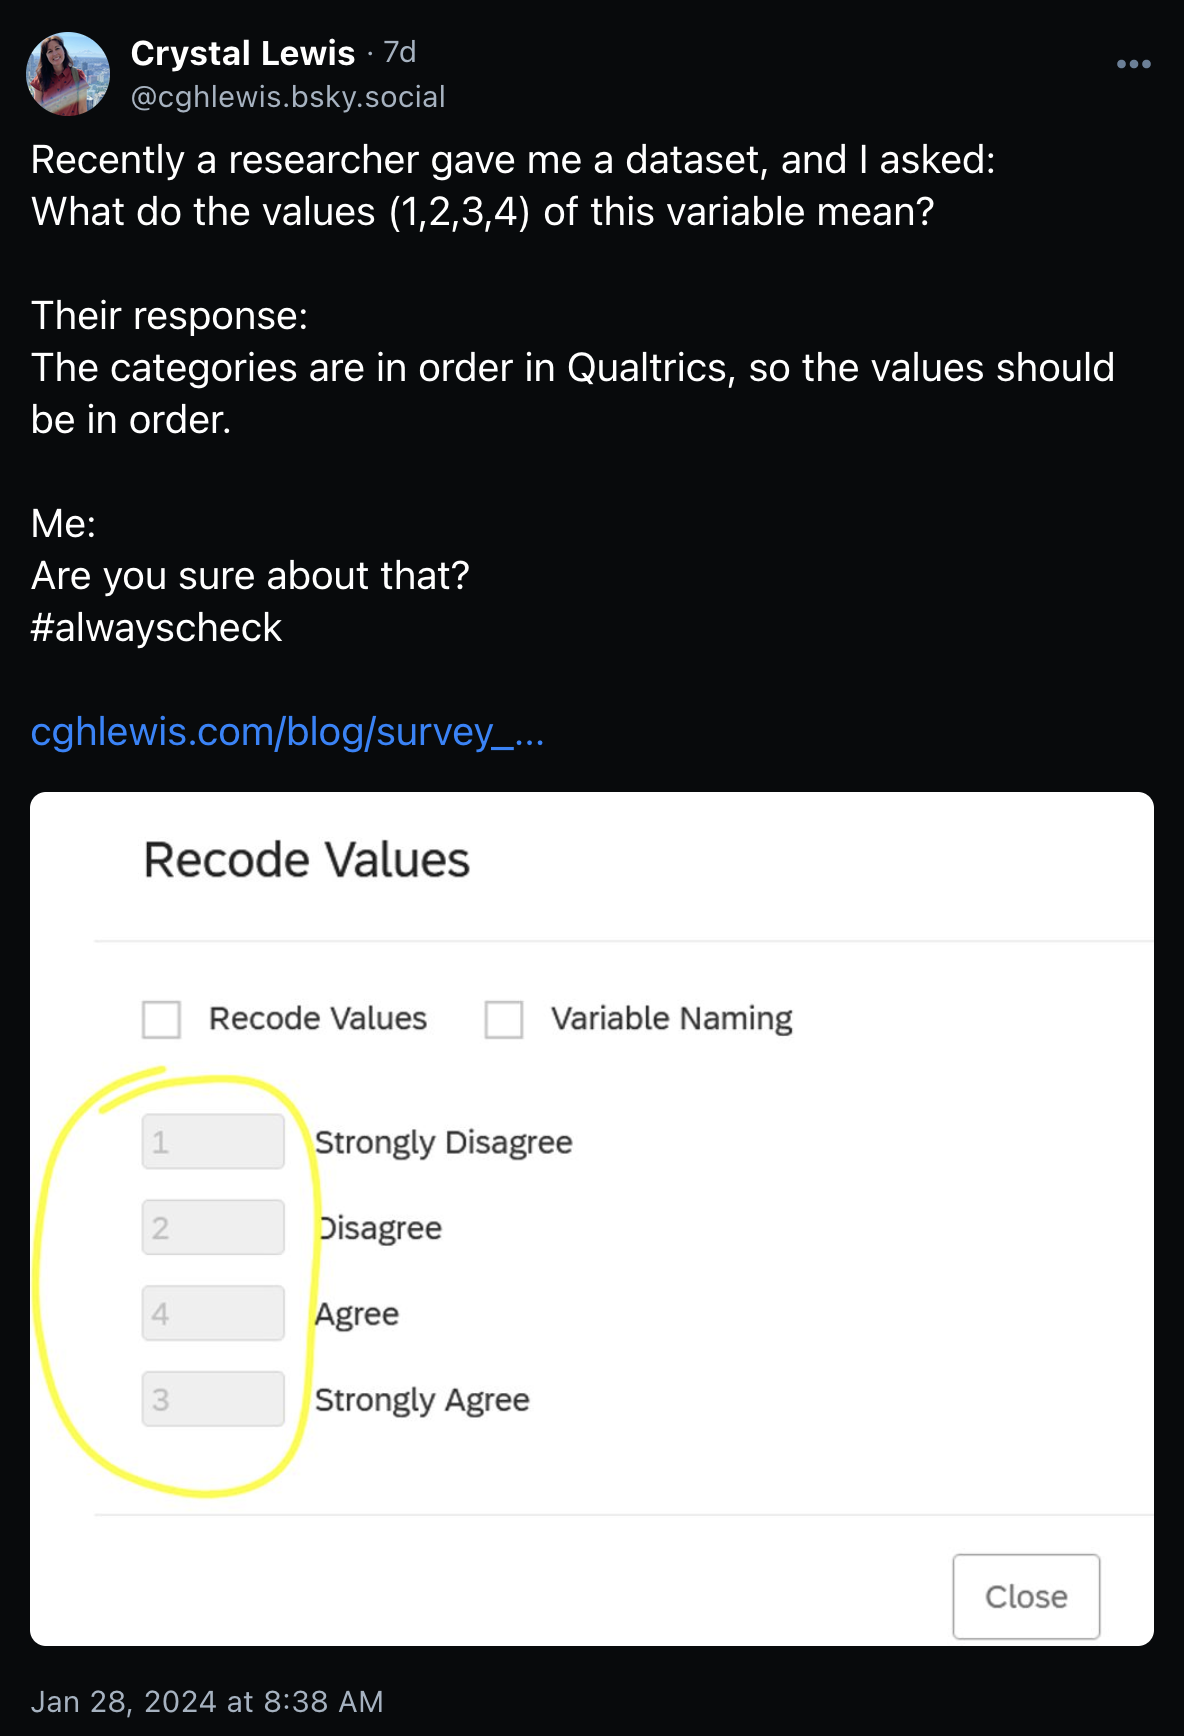 Crystal Lewis · 7d
@cghlewis.bsky.social
Recently a researcher gave me a dataset, and I asked:
What do the values (1,2,3,4) of this variable mean?
Their response:
The categories are in order in Qualtrics, so the values should
be in order.
Me:
Are you sure about that?
#alwayscheck
cghlewis.com/blog/survey_...
Recode Values
Recode Values Variable Naming
1 Strongly Disagree
2 Disagree
4 Agree
3 Strongly Agree
Close
Jan 28, 2024 at 8:38 AM